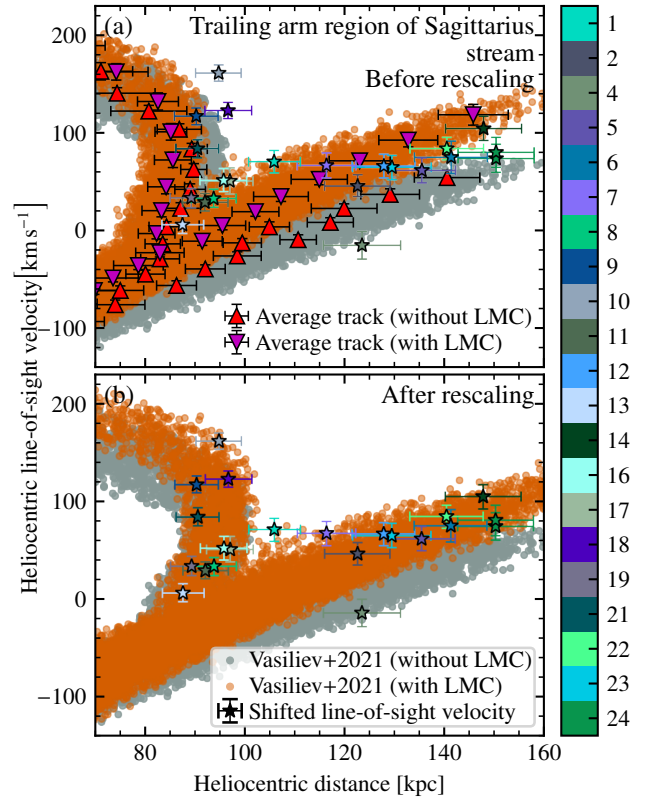 (a) Trailing arm region of Sagittarius
stream
Before rescaling
200
100
0
−100
Average track (without LMC)
Average track (with LMC)
Heliocentric line-of-sight velocity [km s⁻¹]
(b) After rescaling
200
100
0
−100
Vasiliev+2021 (without LMC)
Vasiliev+2021 (with LMC)
Shifted line-of-sight velocity
80 100 120 140 160
Heliocentric distance [kpc]
1
2
4
5
6
7
8
9
10
11
12
13
14
16
17
18
19
21
22
23
24